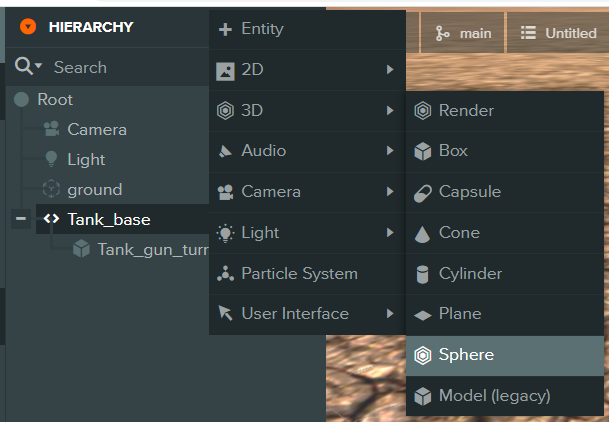 HIERARCHY
Search
Root
Camera
Light
ground
Tank_base
Tank_gun_turr
Entity
2D
3D
Audio
Camera
Light
Particle System
User Interface
Render
Box
Capsule
Cone
Cylinder
Plane
Sphere
Model (legacy)
main
Untitled